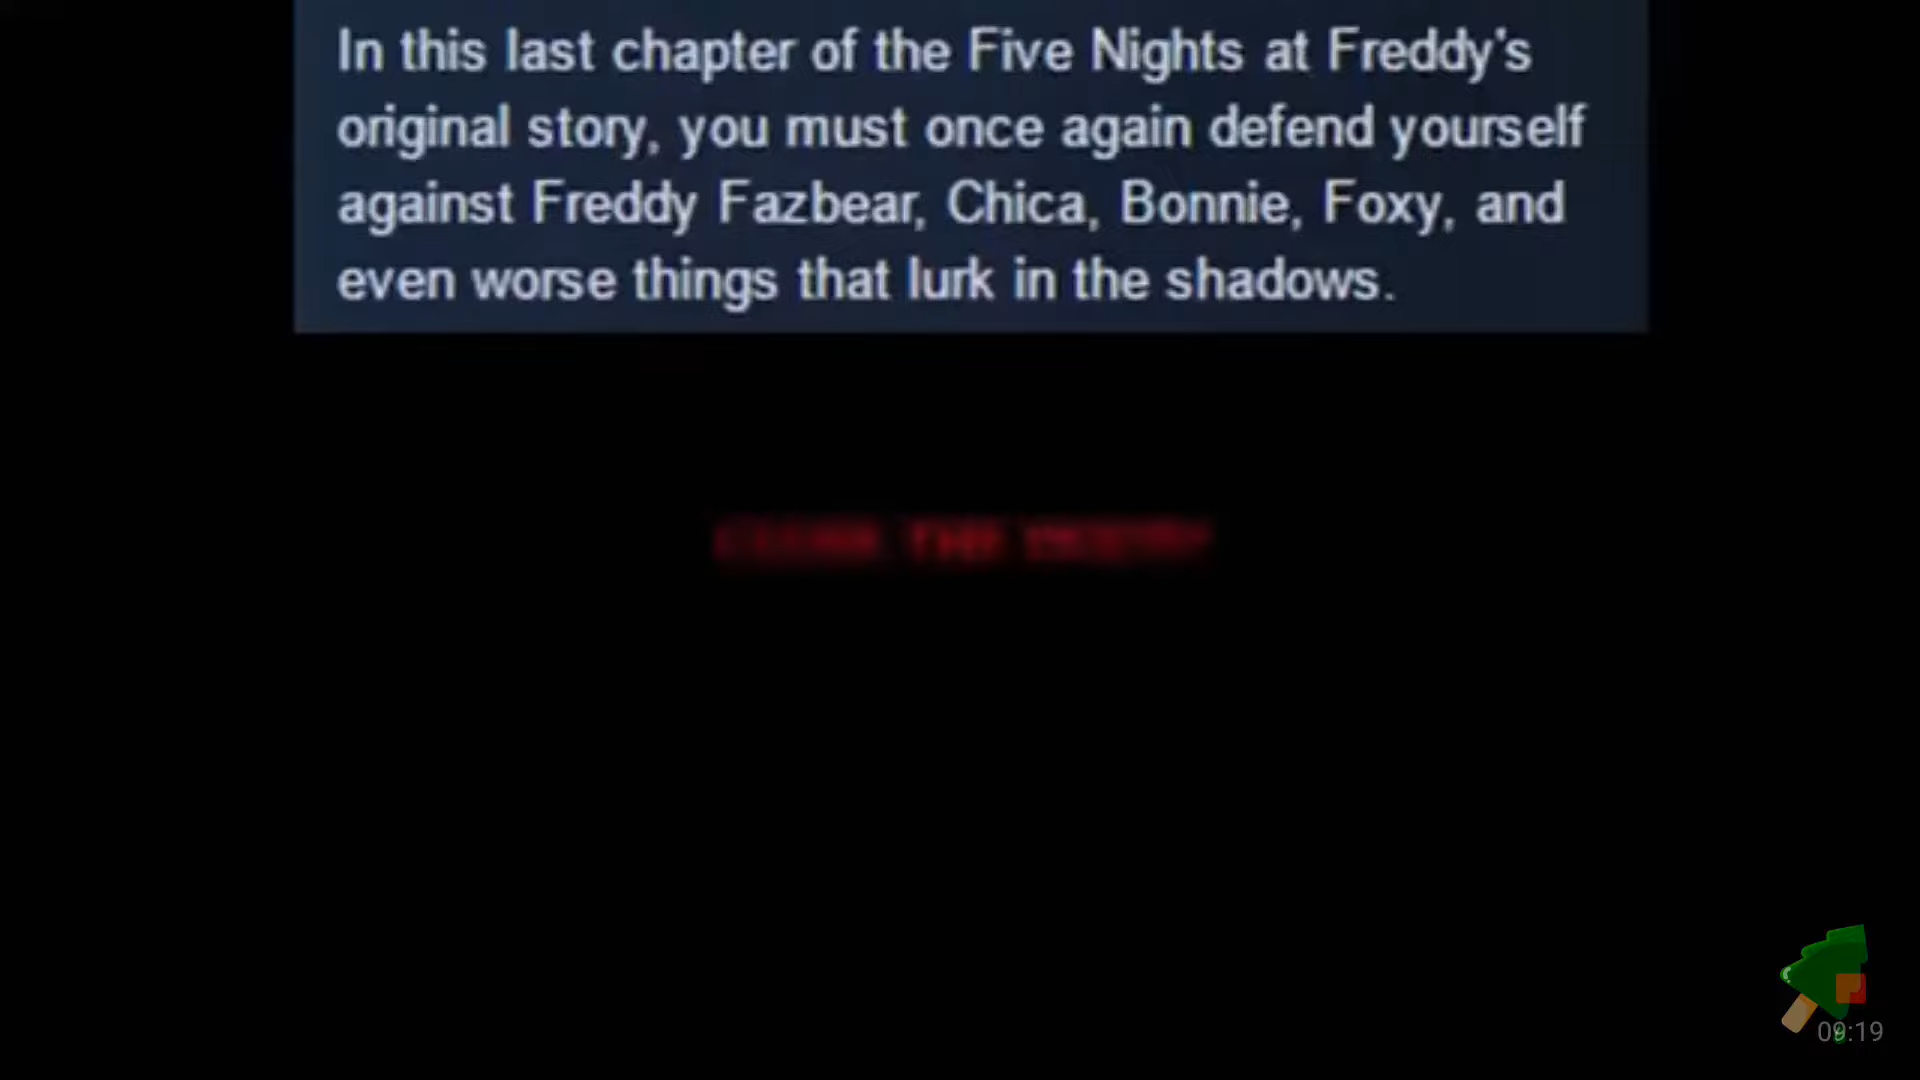 In this last chapter of the Five Nights at Freddy's
original story, you must once again defend yourself
against Freddy Fazbear, Chica, Bonnie, Foxy, and
even worse things that lurk in the shadows.
THE
09:19